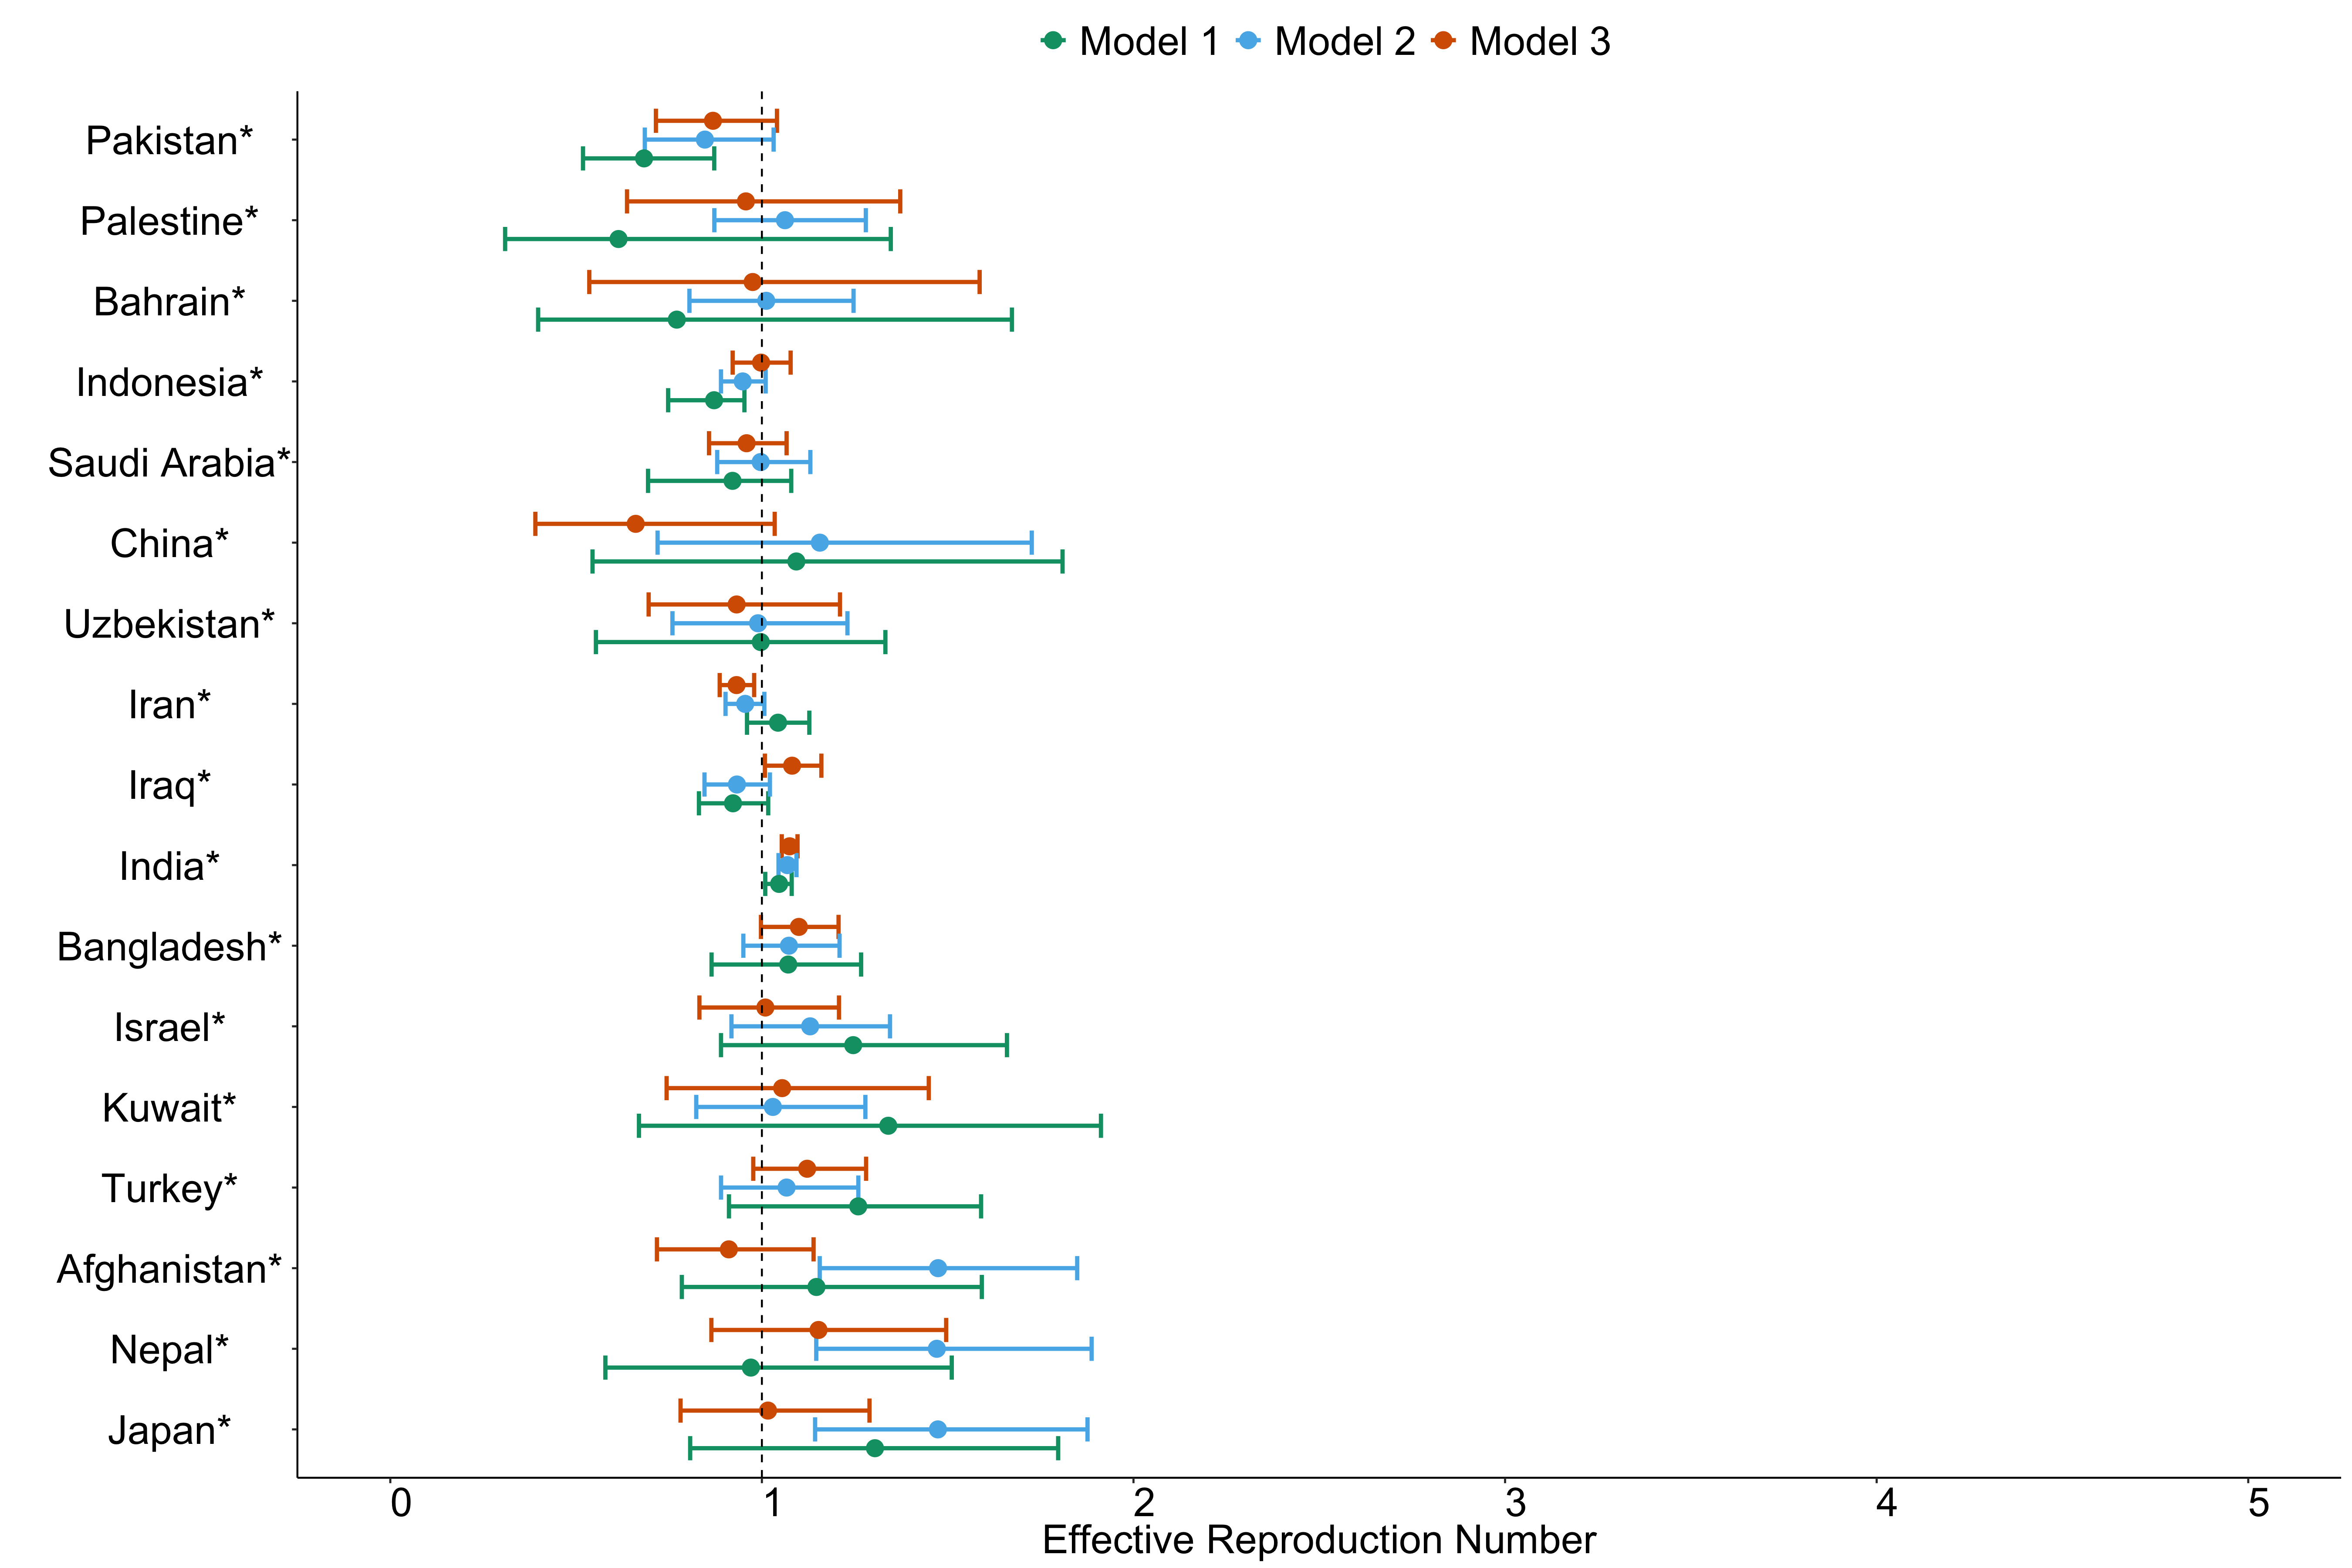 Model 1 Model 2 Model 3
Pakistan*
Palestine*
Bahrain*
Indonesia*
Saudi Arabia*
China*
Uzbekistan*
Iran*
Iraq*
India*
Bangladesh*
Israel*
Kuwait*
Turkey*
Afghanistan*
Nepal*
Japan*
0 1 2 3 4 5
Effective Reproduction Number